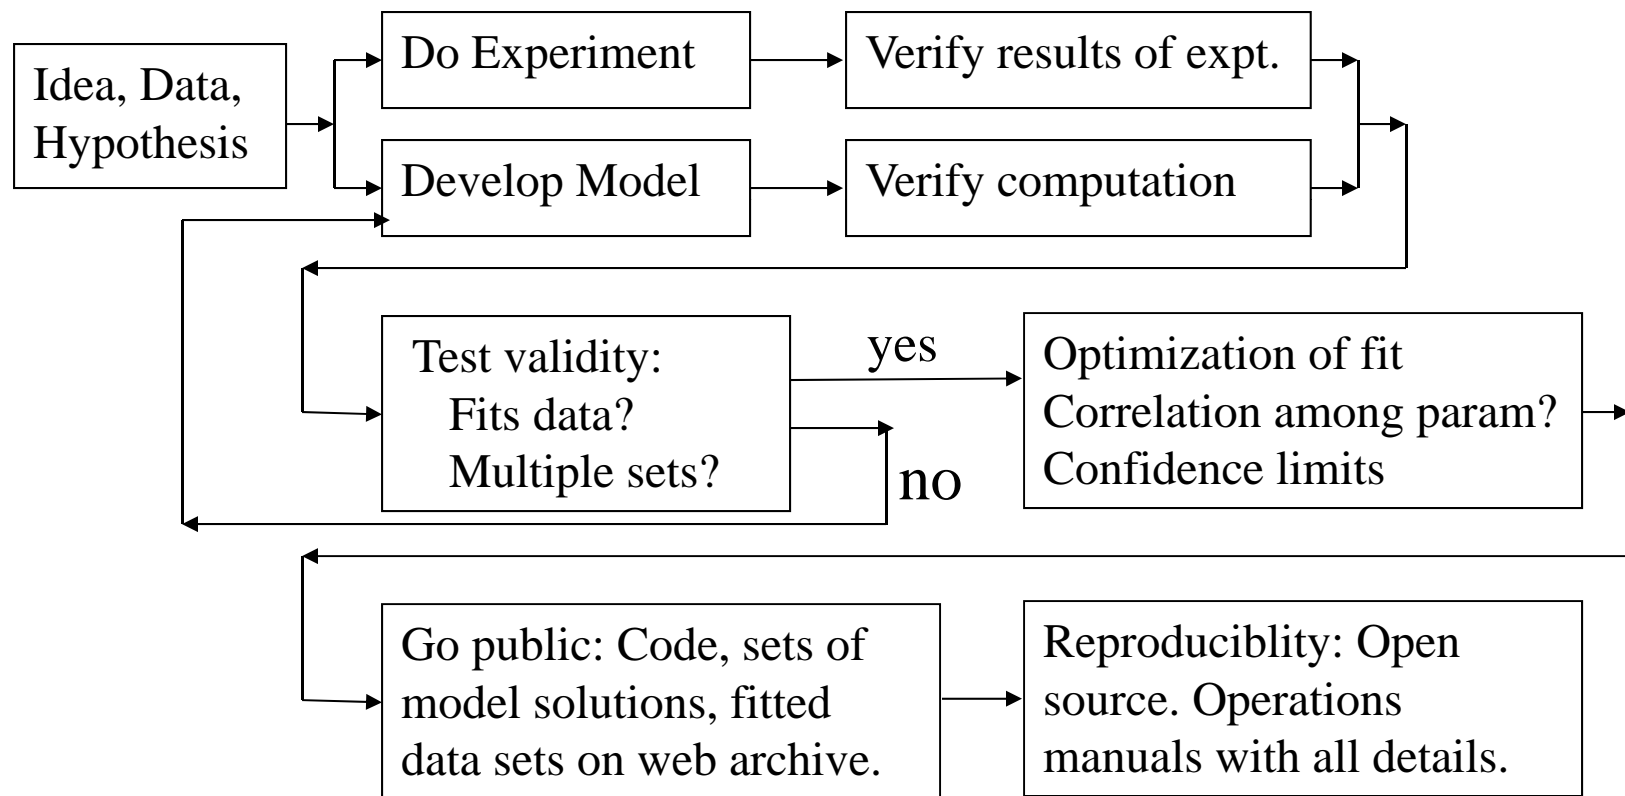 Idea, Data,
Hypothesis
Do Experiment
Verify results of expt.
Develop Model
Verify computation
Test validity:
Fits data?
Multiple sets?
yes
no
Optimization of fit
Correlation among param?
Confidence limits
Go public: Code, sets of
model solutions, fitted
data sets on web archive.
Reproduciblity: Open
source. Operations
manuals with all details.